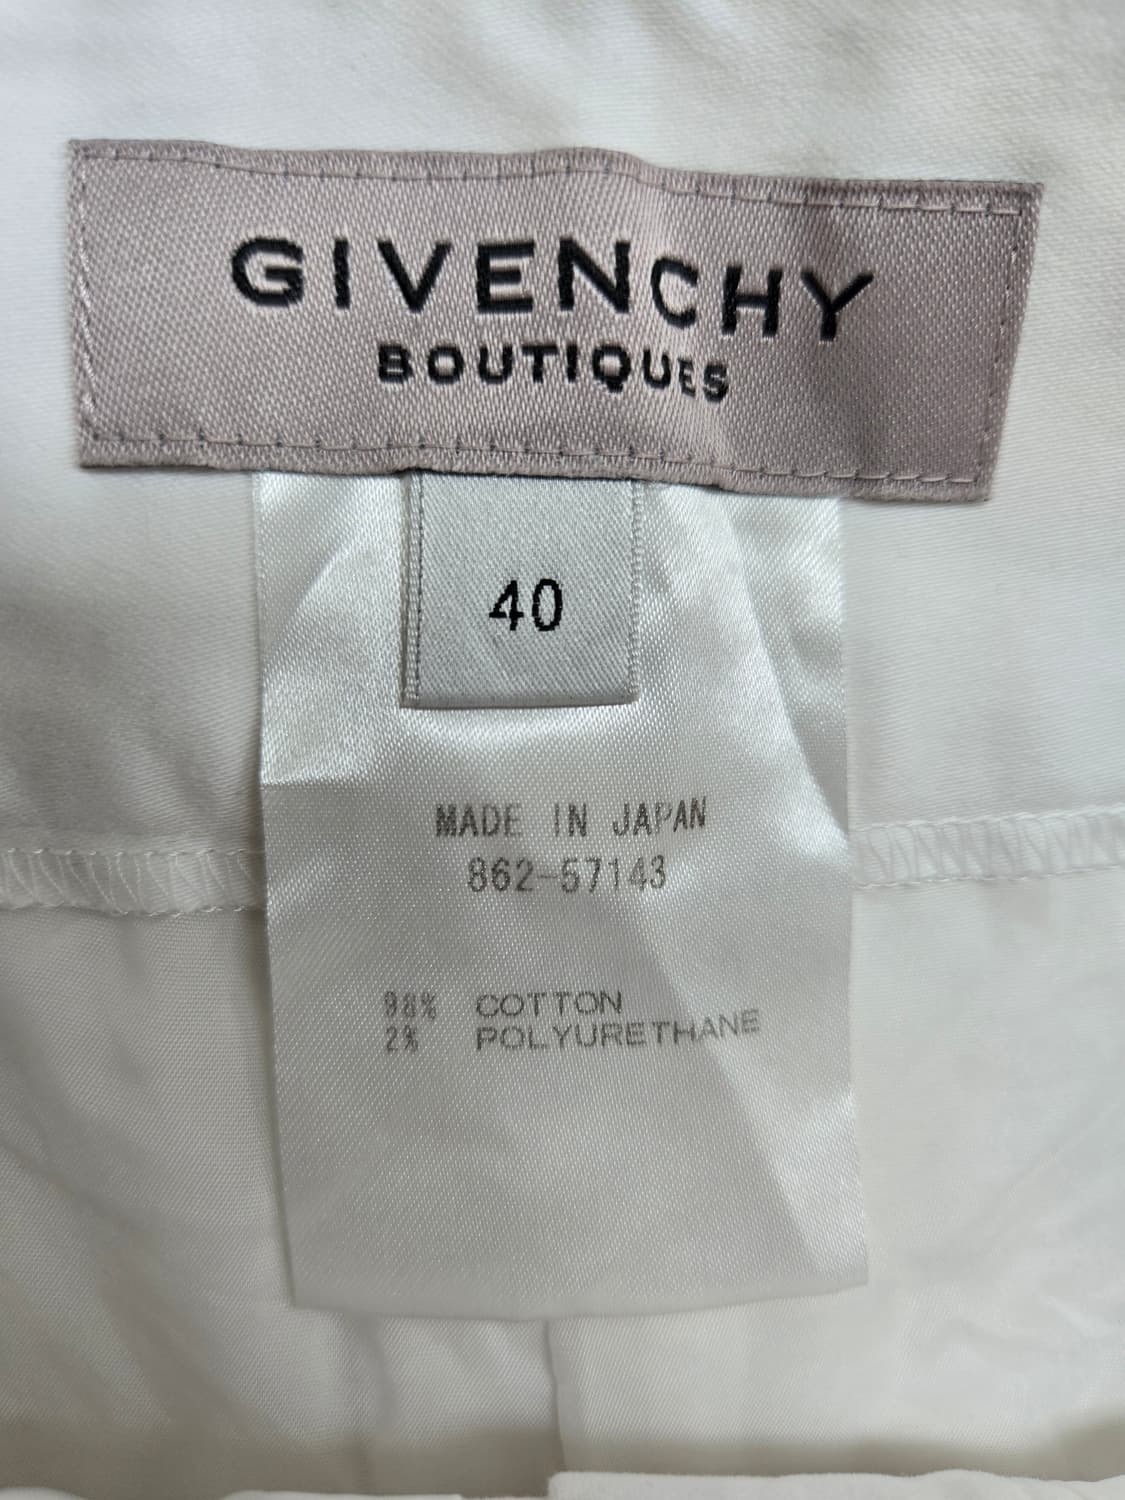 GIVENCHY
BOUTIQUES
40
MADE IN JAPAN
862-57143
98% COTTON
2% POLYURETHANE